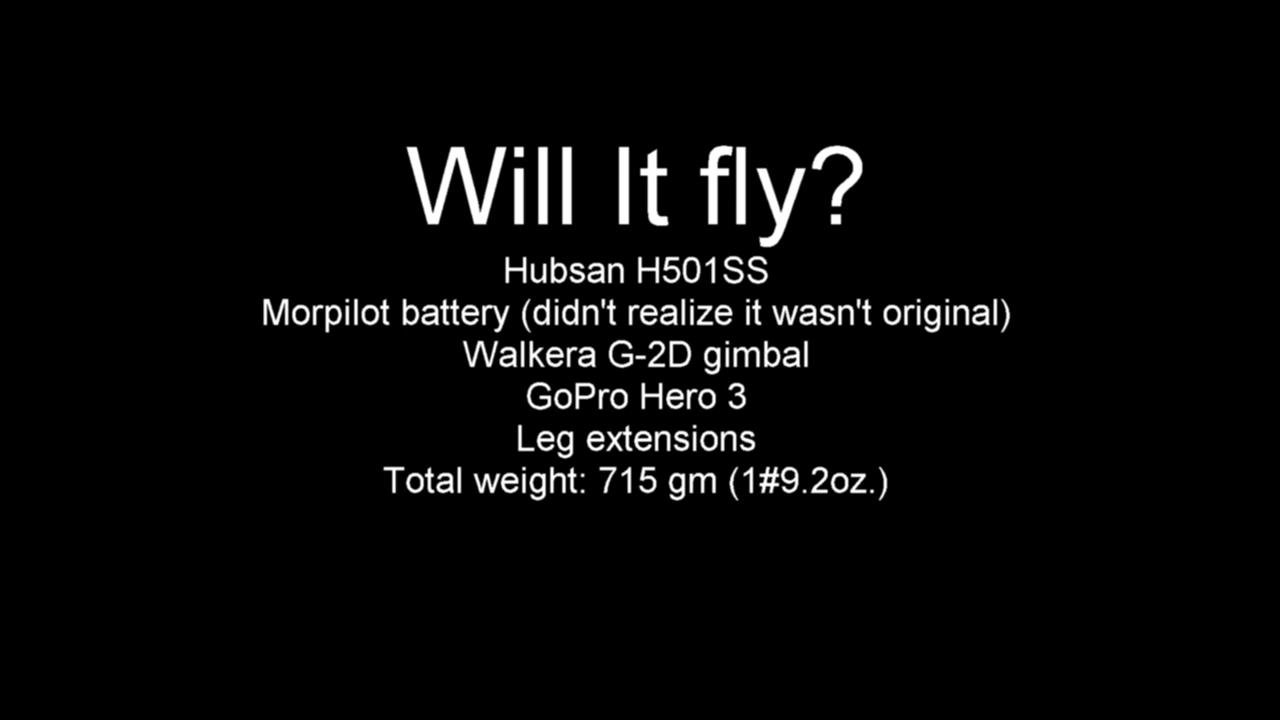 Will It fly?
Hubsan H501SS
Morpilot battery (didn't realize it wasn't original)
Walkera G-2D gimbal
GoPro Hero 3
Leg extensions
Total weight: 715 gm (1#9.2oz.)